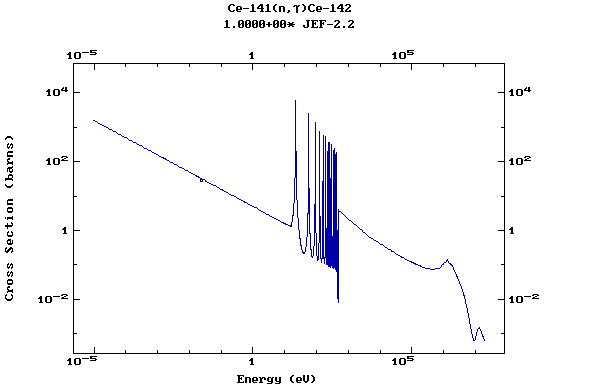 Ce-141(n,γ)Ce-142
1.0000+00* JEF-2.2
10⁻⁵ 1 10⁵
10⁴ 10⁴
10² 10²
1 1
10⁻² 10⁻²
10⁻⁵ 1 10⁵
Cross Section (barns)
Energy (eV)